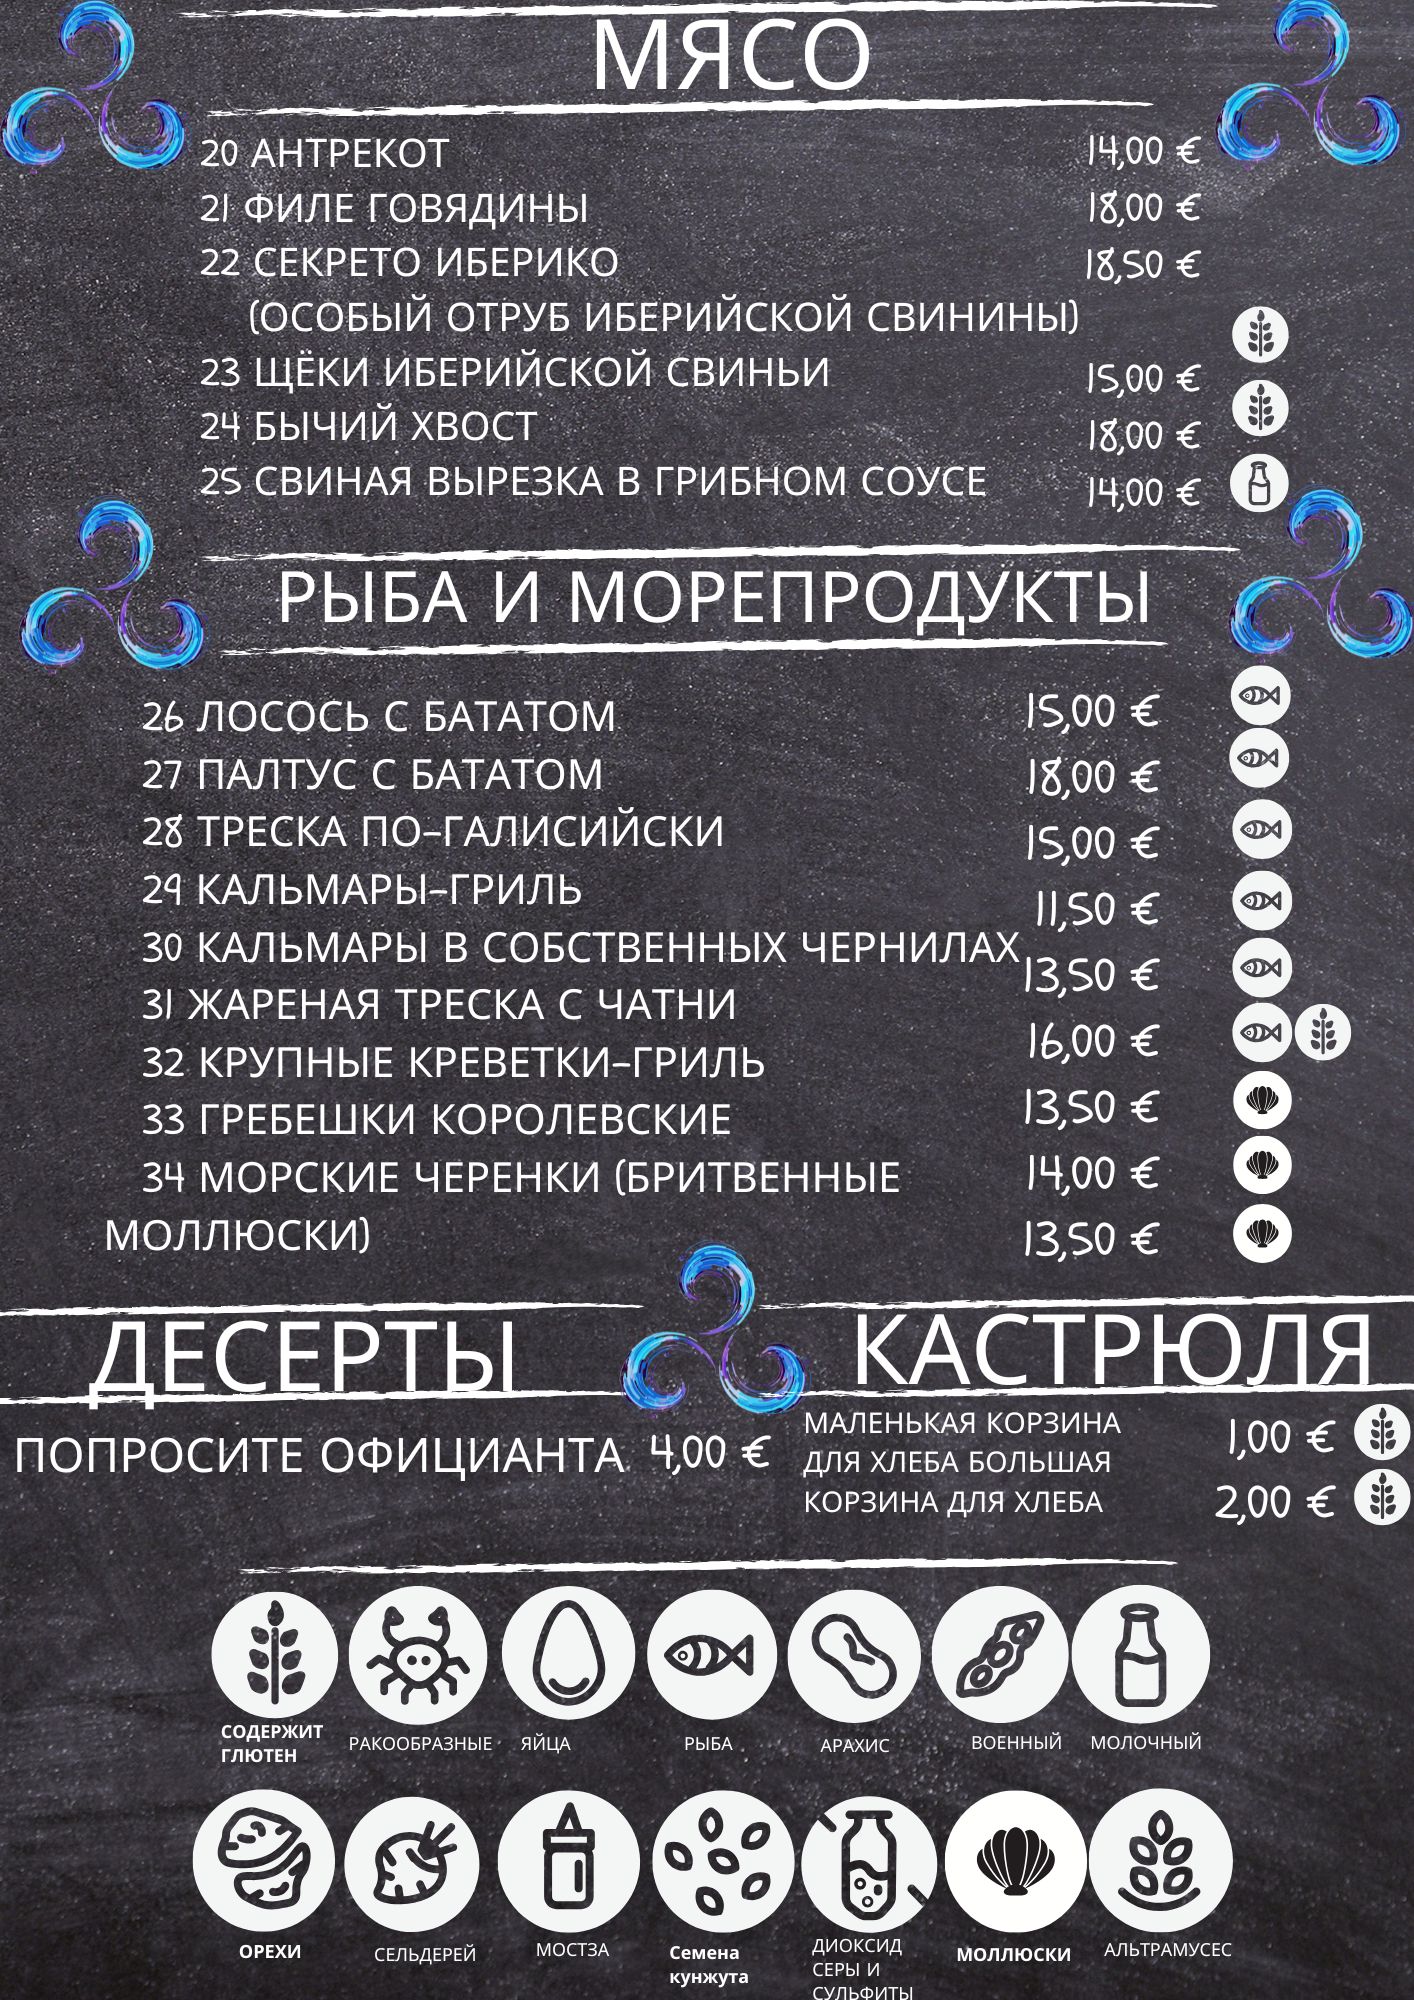 МЯСО
20 АНТРЕКОТ 14,00 €
21 ФИЛЕ ГОВЯДИНЫ 18,00 €
22 СЕКРЕТО ИБЕРИКО 18,50 €
(ОСОБЫЙ ОТРУБ ИБЕРИЙСКОЙ СВИНИНЫ)
23 ЩЁКИ ИБЕРИЙСКОЙ СВИНЬИ 15,00 €
24 БЫЧИЙ ХВОСТ 18,00 €
25 СВИНАЯ ВЫРЕЗКА В ГРИБНОМ СОУСЕ 14,00 €
РЫБА И МОРЕПРОДУКТЫ
26 ЛОСОСЬ С БАТАТОМ 15,00 €
27 ПАЛТУС С БАТАТОМ 18,00 €
28 ТРЕСКА ПО-ГАЛИСИЙСКИ 15,00 €
29 КАЛЬМАРЫ-ГРИЛЬ 11,50 €
30 КАЛЬМАРЫ В СОБСТВЕННЫХ ЧЕРНИЛАХ 13,50 €
31 ЖАРЕНАЯ ТРЕСКА С ЧАТНИ 16,00 €
32 КРУПНЫЕ КРЕВЕТКИ-ГРИЛЬ 13,50 €
33 ГРЕБЕШКИ КОРОЛЕВСКИЕ 14,00 €
34 МОРСКИЕ ЧЕРЕНКИ (БРИТВЕННЫЕ
МОЛЛЮСКИ) 13,50 €
ДЕСЕРТЫ
ПОПРОСИТЕ ОФИЦИАНТА 4,00 €
КАСТРЮЛЯ
МАЛЕНЬКАЯ КОРЗИНА 1,00 €
ДЛЯ ХЛЕБА БОЛЬШАЯ
КОРЗИНА ДЛЯ ХЛЕБА 2,00 €
СОДЕРЖИТ
ГЛЮТЕН
РАКООБРАЗНЫЕ
ЯЙЦА
РЫБА
АРАХИС
ВОЕННЫЙ
МОЛОЧНЫЙ
ОРЕХИ
СЕЛЬДЕРЕЙ
МОСТЗА
Семена
кунжута
ДИОКСИД
СЕРЫ И
СУЛЬФИТЫ
МОЛЛЮСКИ
АЛЬТРАМУСЕС